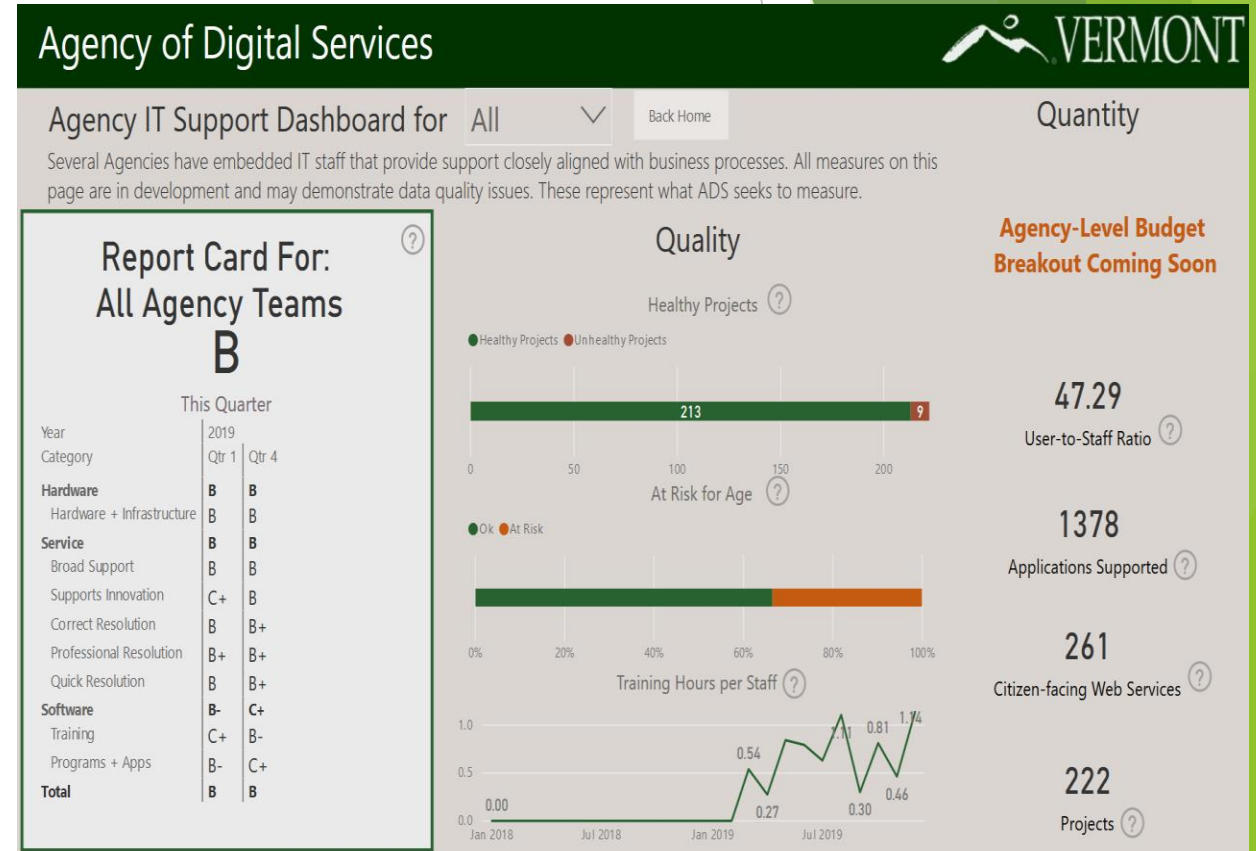 Agency of Digital Services
VERMONT
Agency IT Support Dashboard for All
Back Home
Several Agencies have embedded IT staff that provide support closely aligned with business processes. All measures on this
page are in development and may demonstrate data quality issues. These represent what ADS seeks to measure.
Report Card For:
All Agency Teams
B
?
This Quarter
Year 2019
Category Qtr 1 Qtr 4
Hardware B B
Hardware + Infrastructure B B
Service B B
Broad Support B B
Supports Innovation C+ B
Correct Resolution B B+
Professional Resolution B+ B+
Quick Resolution B B+
Software B- C+
Training C+ B-
Programs + Apps B- C+
Total B B
Quality
Healthy Projects ?
Healthy Projects Unhealthy Projects
213 9
0 50 100 150 200
At Risk for Age ?
Ok At Risk
0% 20% 40% 60% 80% 100%
Training Hours per Staff ?
1.0
0.5
0.0
0.00 0.54 0.27 1.11 0.30 0.81 0.46 1.14
Jan 2018 Jul 2018 Jan 2019 Jul 2019
Quantity
Agency-Level Budget
Breakout Coming Soon
47.29
User-to-Staff Ratio ?
1378
Applications Supported ?
261
Citizen-facing Web Services ?
222
Projects ?